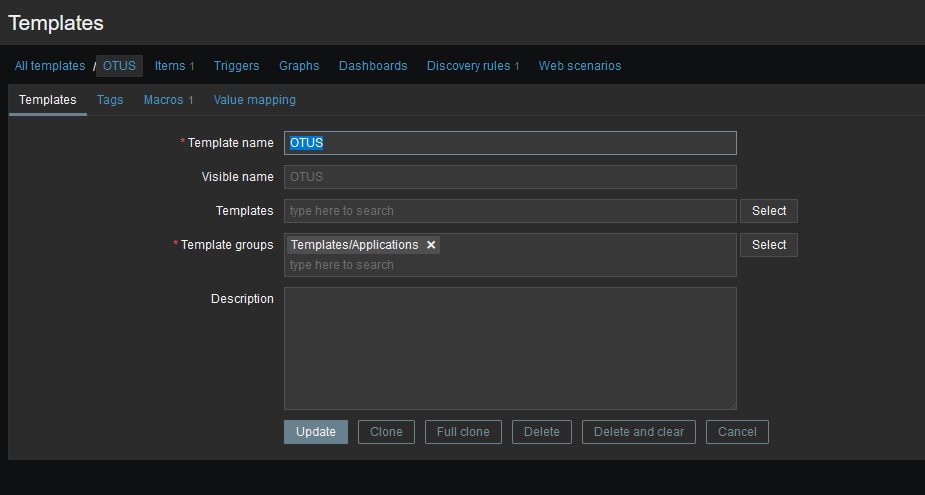 Templates
All templates / OTUS Items 1 Triggers Graphs Dashboards Discovery rules 1 Web scenarios
Templates Tags Macros 1 Value mapping
* Template name OTUS
Visible name OTUS
Templates type here to search Select
* Template groups Templates/Applications × Select
type here to search
Description
Update Clone Full clone Delete Delete and clear Cancel